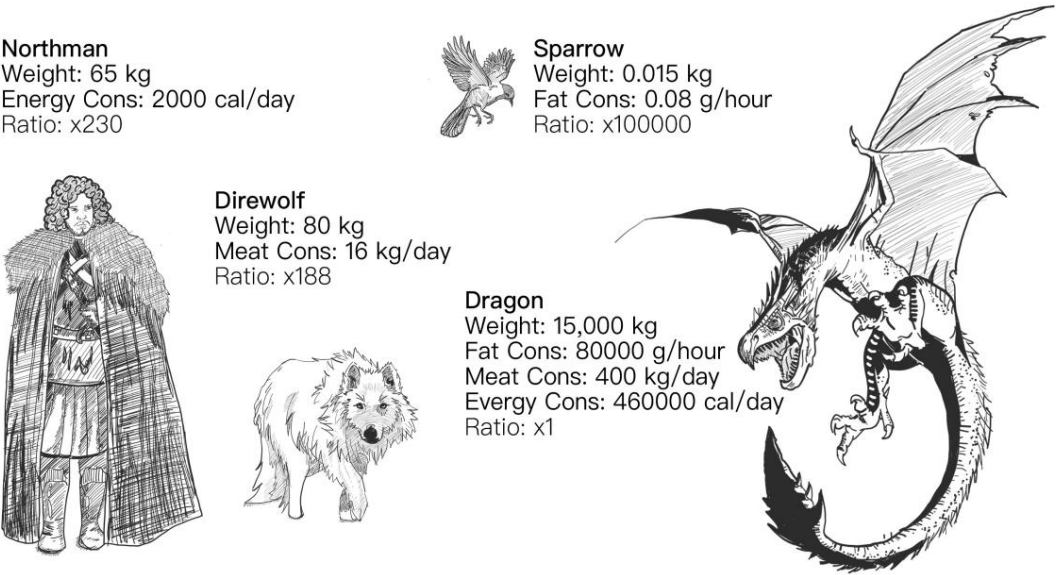 Northman
Weight: 65 kg
Energy Cons: 2000 cal/day
Ratio: x230
Sparrow
Weight: 0.015 kg
Fat Cons: 0.08 g/hour
Ratio: x100000
Direwolf
Weight: 80 kg
Meat Cons: 16 kg/day
Ratio: x188
Dragon
Weight: 15,000 kg
Fat Cons: 80000 g/hour
Meat Cons: 400 kg/day
Evergy Cons: 460000 cal/day
Ratio: x1